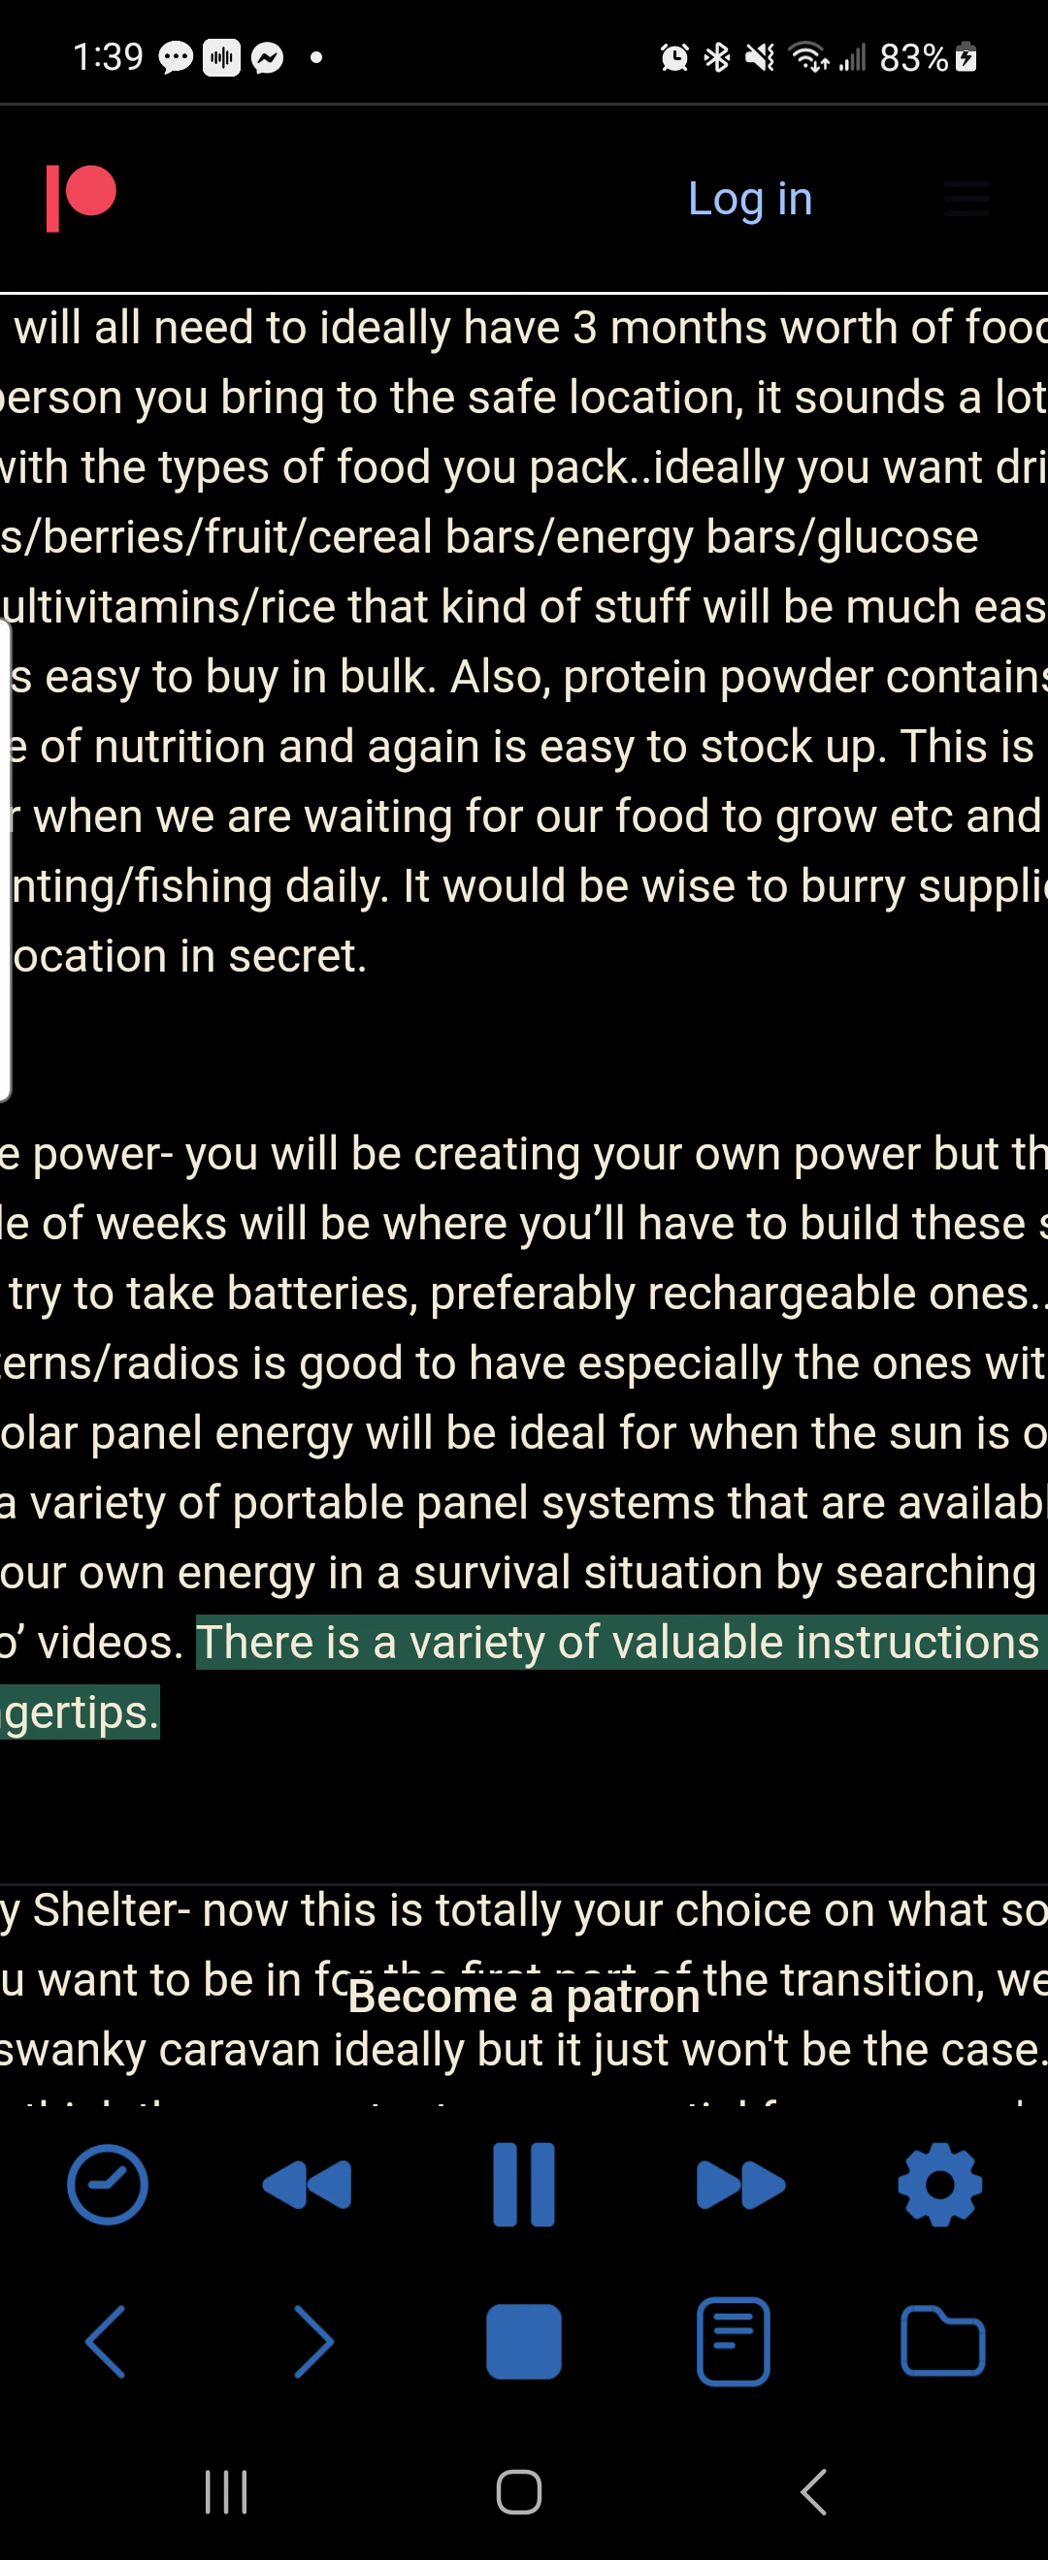 1:39
83%
Log in
will all need to ideally have 3 months worth of food
person you bring to the safe location, it sounds a lot
with the types of food you pack..ideally you want dri
s/berries/fruit/cereal bars/energy bars/glucose
ultivitamins/rice that kind of stuff will be much eas
s easy to buy in bulk. Also, protein powder contains
e of nutrition and again is easy to stock up. This is
r when we are waiting for our food to grow etc and
nting/fishing daily. It would be wise to burry supplie
ocation in secret.
e power- you will be creating your own power but th
le of weeks will be where you’ll have to build these s
try to take batteries, preferably rechargeable ones..
terns/radios is good to have especially the ones wit
olar panel energy will be ideal for when the sun is o
a variety of portable panel systems that are availabl
our own energy in a survival situation by searching
o’ videos. There is a variety of valuable instructions
gertips.
y Shelter- now this is totally your choice on what so
u want to be in for the first part of the transition, we
Become a patron
swanky caravan ideally but it just won't be the case.